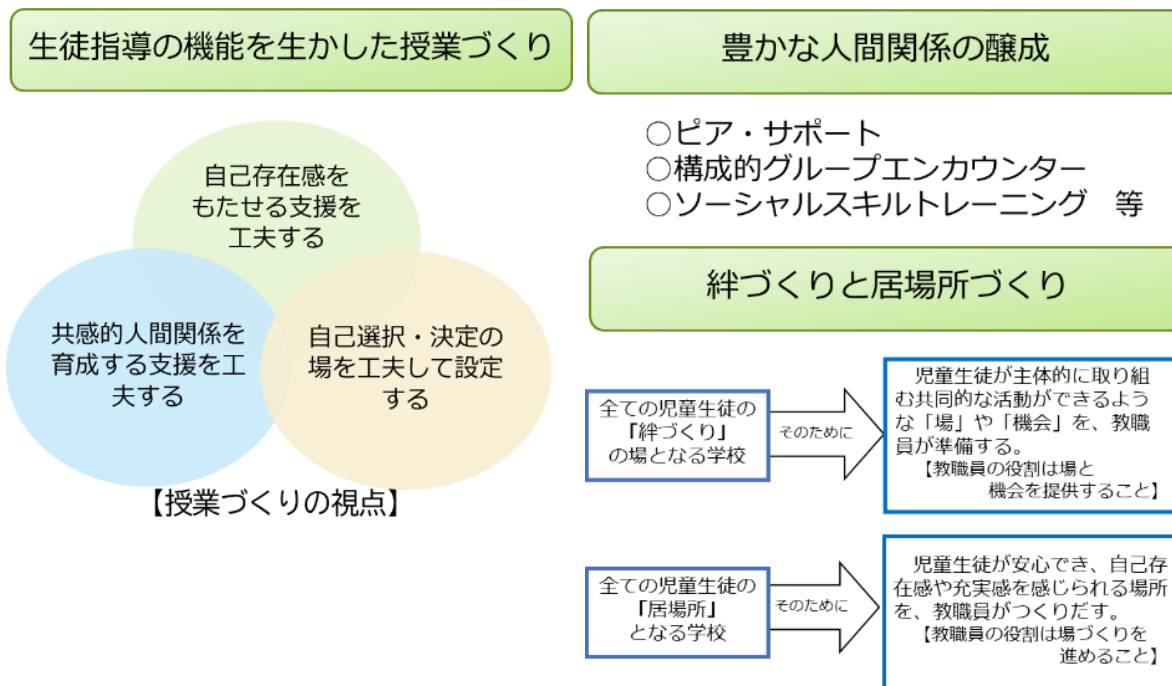 生徒指導の機能を生かした授業づくり
自己存在感を
もたせる支援を
工夫する
共感的人間関係を
育成する支援を工
夫する
自己選択・決定の
場を工夫して設定
する
【授業づくりの視点】
豊かな人間関係の醸成
○ピア・サポート
○構成的グループエンカウンター
○ソーシャルスキルトレーニング　等
絆づくりと居場所づくり
全ての児童生徒の
「絆づくり」
の場となる学校
そのために
児童生徒が主体的に取り組
む共同的な活動ができるよう
な「場」や「機会」を、教職
員が準備する。
【教職員の役割は場と
機会を提供すること】
全ての児童生徒の
「居場所」
となる学校
そのために
児童生徒が安心でき、自己存
在感や充実感を感じられる場所
を、教職員がつくりだす。
【教職員の役割は場づくりを
進めること】